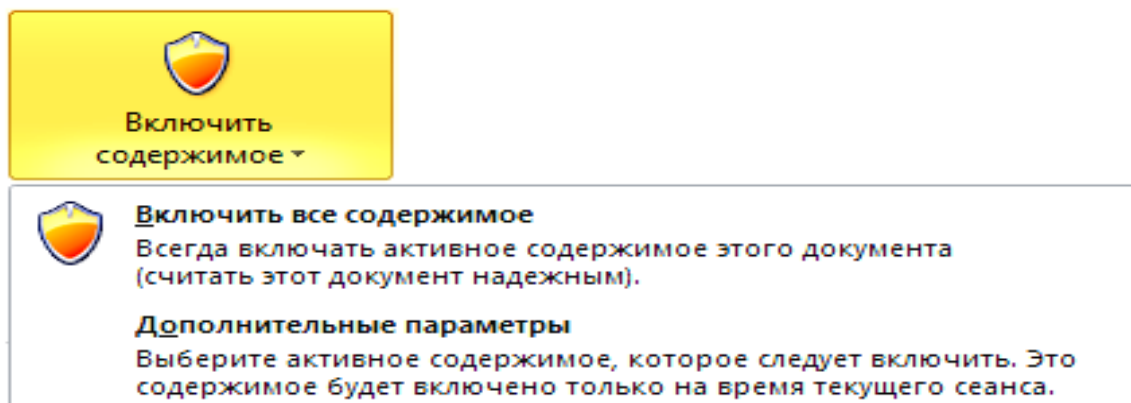 Включить
содержимое
Включить все содержимое
Всегда включать активное содержимое этого документа
(считать этот документ надежным).
Дополнительные параметры
Выберите активное содержимое, которое следует включить. Это
содержимое будет включено только на время текущего сеанса.